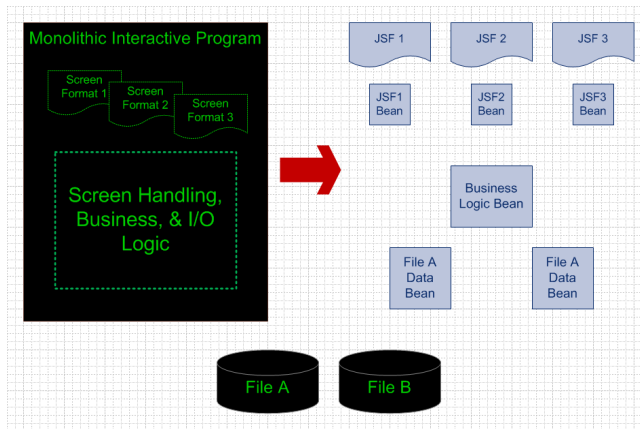 Monolithic Interactive Program
Screen
Format 1
Screen
Format 2
Screen
Format 3
Screen Handling,
Business, & I/O
Logic
JSF 1
JSF 2
JSF 3
JSF1
Bean
JSF2
Bean
JSF3
Bean
Business
Logic Bean
File A
Data
Bean
File A
Data
Bean
File A
File B